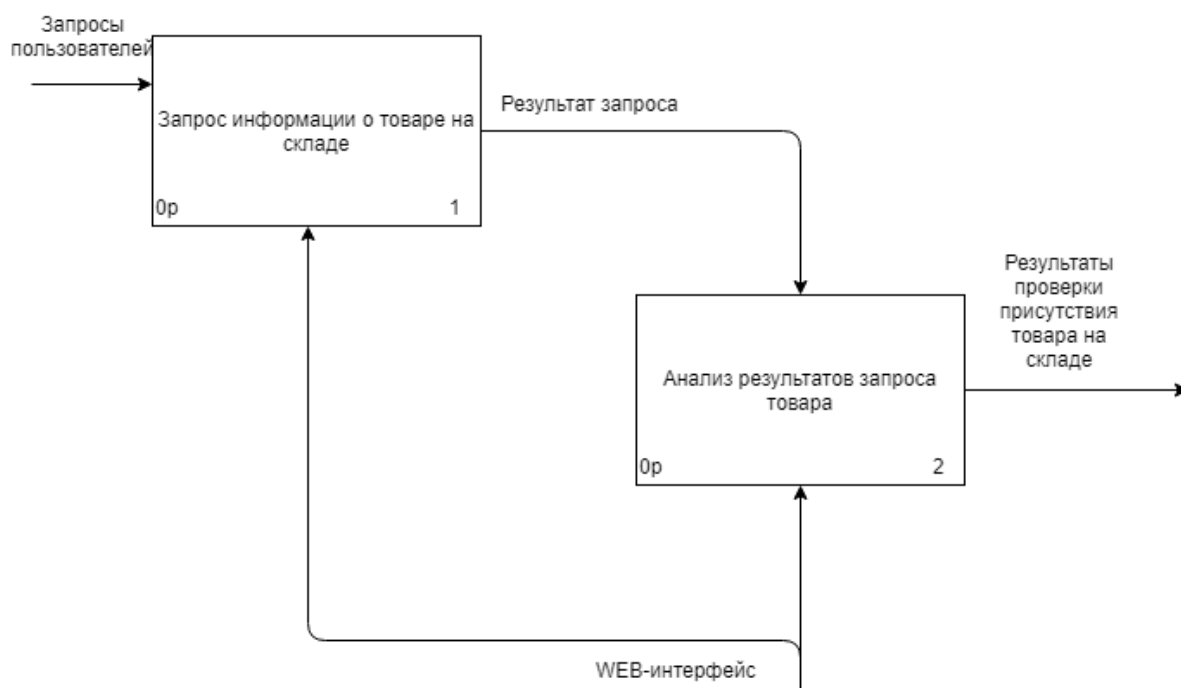 Запросы
пользователей
Запрос информации о товаре на
складе
0р
1
Результат запроса
Результаты
проверки
присутствия
товара на
складе
Анализ результатов запроса
товара
0р
2
WEB-интерфейс